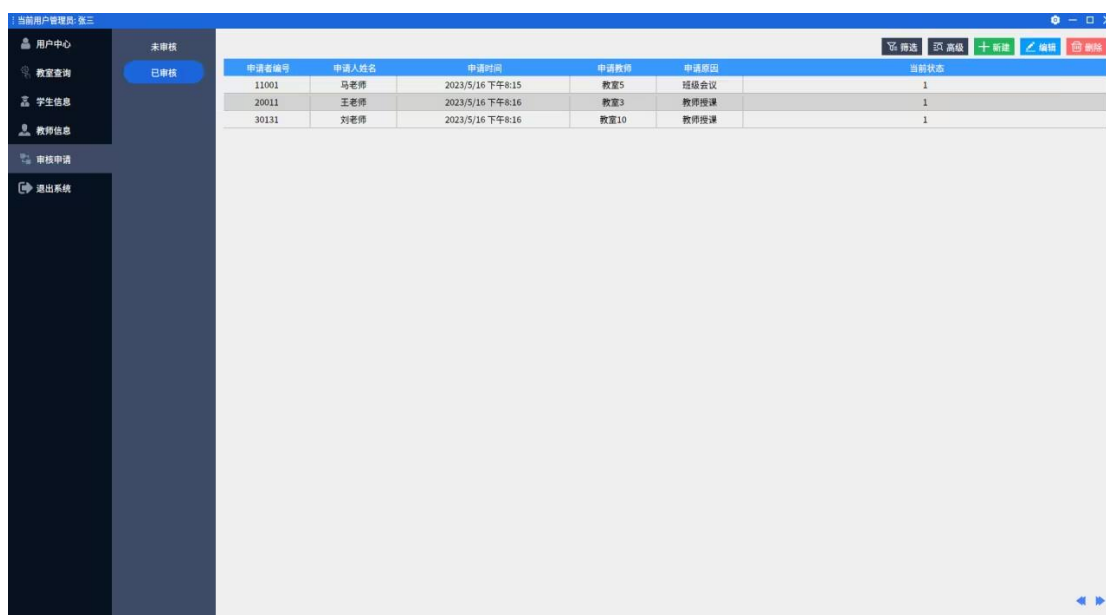 当前用户管理员: 张三
用户中心
教室查询
学生信息
教师信息
审核申请
退出系统
未审核
已审核
筛选 高级 新建 编辑 删除
申请者编号 申请人姓名 申请时间 申请教师 申请原因 当前状态
11001 马老师 2023/5/16 下午8:15 教室5 班级会议 1
20011 王老师 2023/5/16 下午8:16 教室3 教师授课 1
30131 刘老师 2023/5/16 下午8:16 教室10 教师授课 1